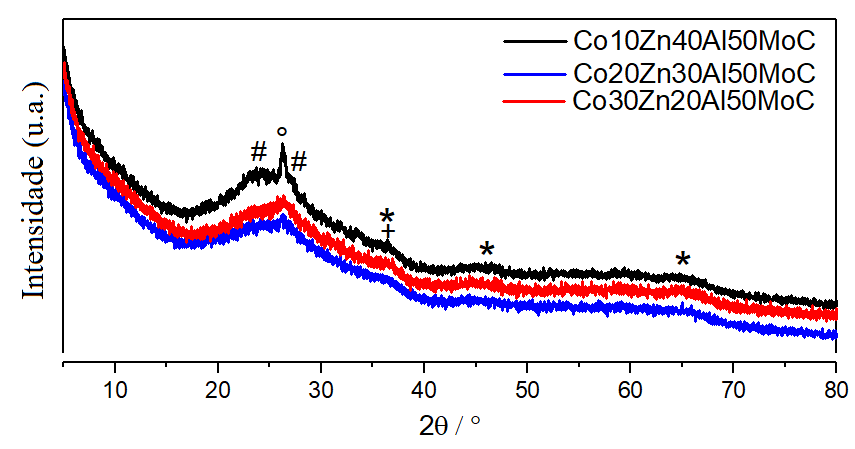 Co10Zn40Al50MoC
Co20Zn30Al50MoC
Co30Zn20Al50MoC
Intensidade (u.a.)
# ° #
*
+
* *
10 20 30 40 50 60 70 80
2θ / °